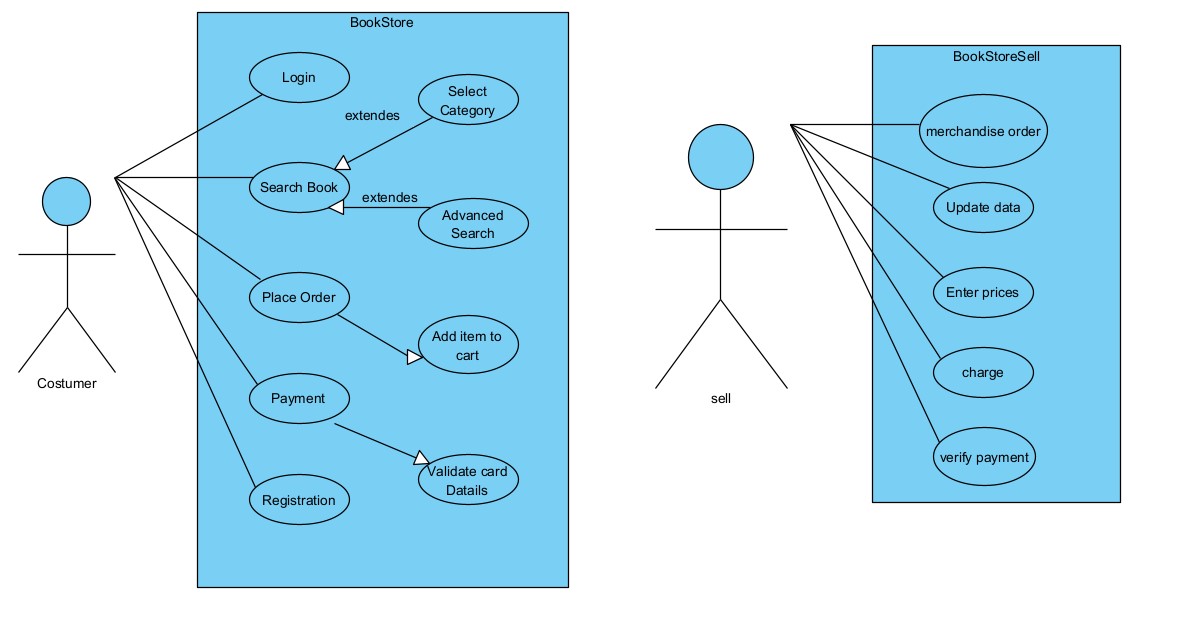 BookStore
Login
Select
Category
extendes
Search Book
extendes
Advanced
Search
Place Order
Add item to
cart
Payment
Validate card
Datails
Registration
Costumer
BookStoreSell
merchandise order
Update data
Enter prices
charge
verify payment
sell